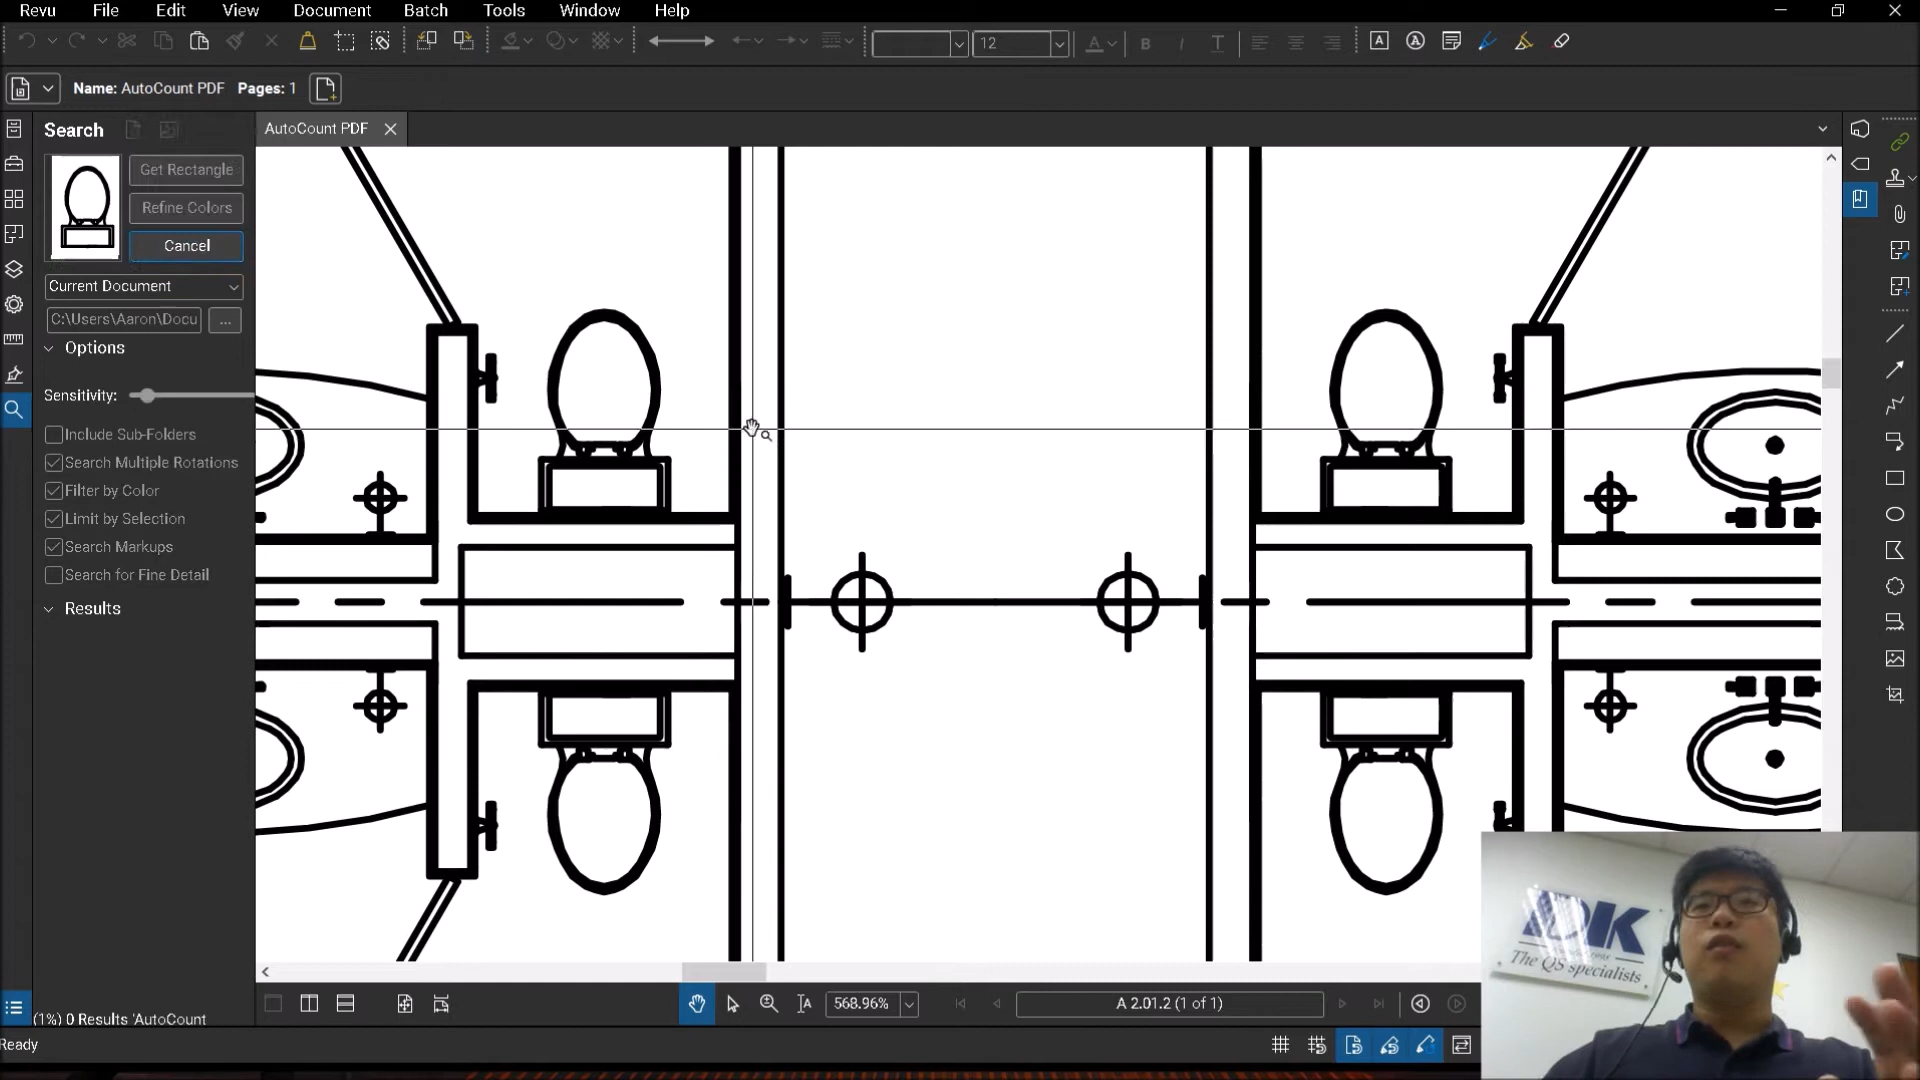 Revu File Edit View Document Batch Tools Window Help
12
Name: AutoCount PDF Pages: 1
Search
AutoCount PDF
Get Rectangle
Refine Colors
Cancel
Current Document
C:\Users\Aaron\Docu
...
Options
Sensitivity:
Include Sub-Folders
Search Multiple Rotations
Filter by Color
Limit by Selection
Search Markups
Search for Fine Detail
Results
568.96%
A 2.01.2 (1 of 1)
(1%) 0 Results 'AutoCount
Ready
DK
The QS specialists